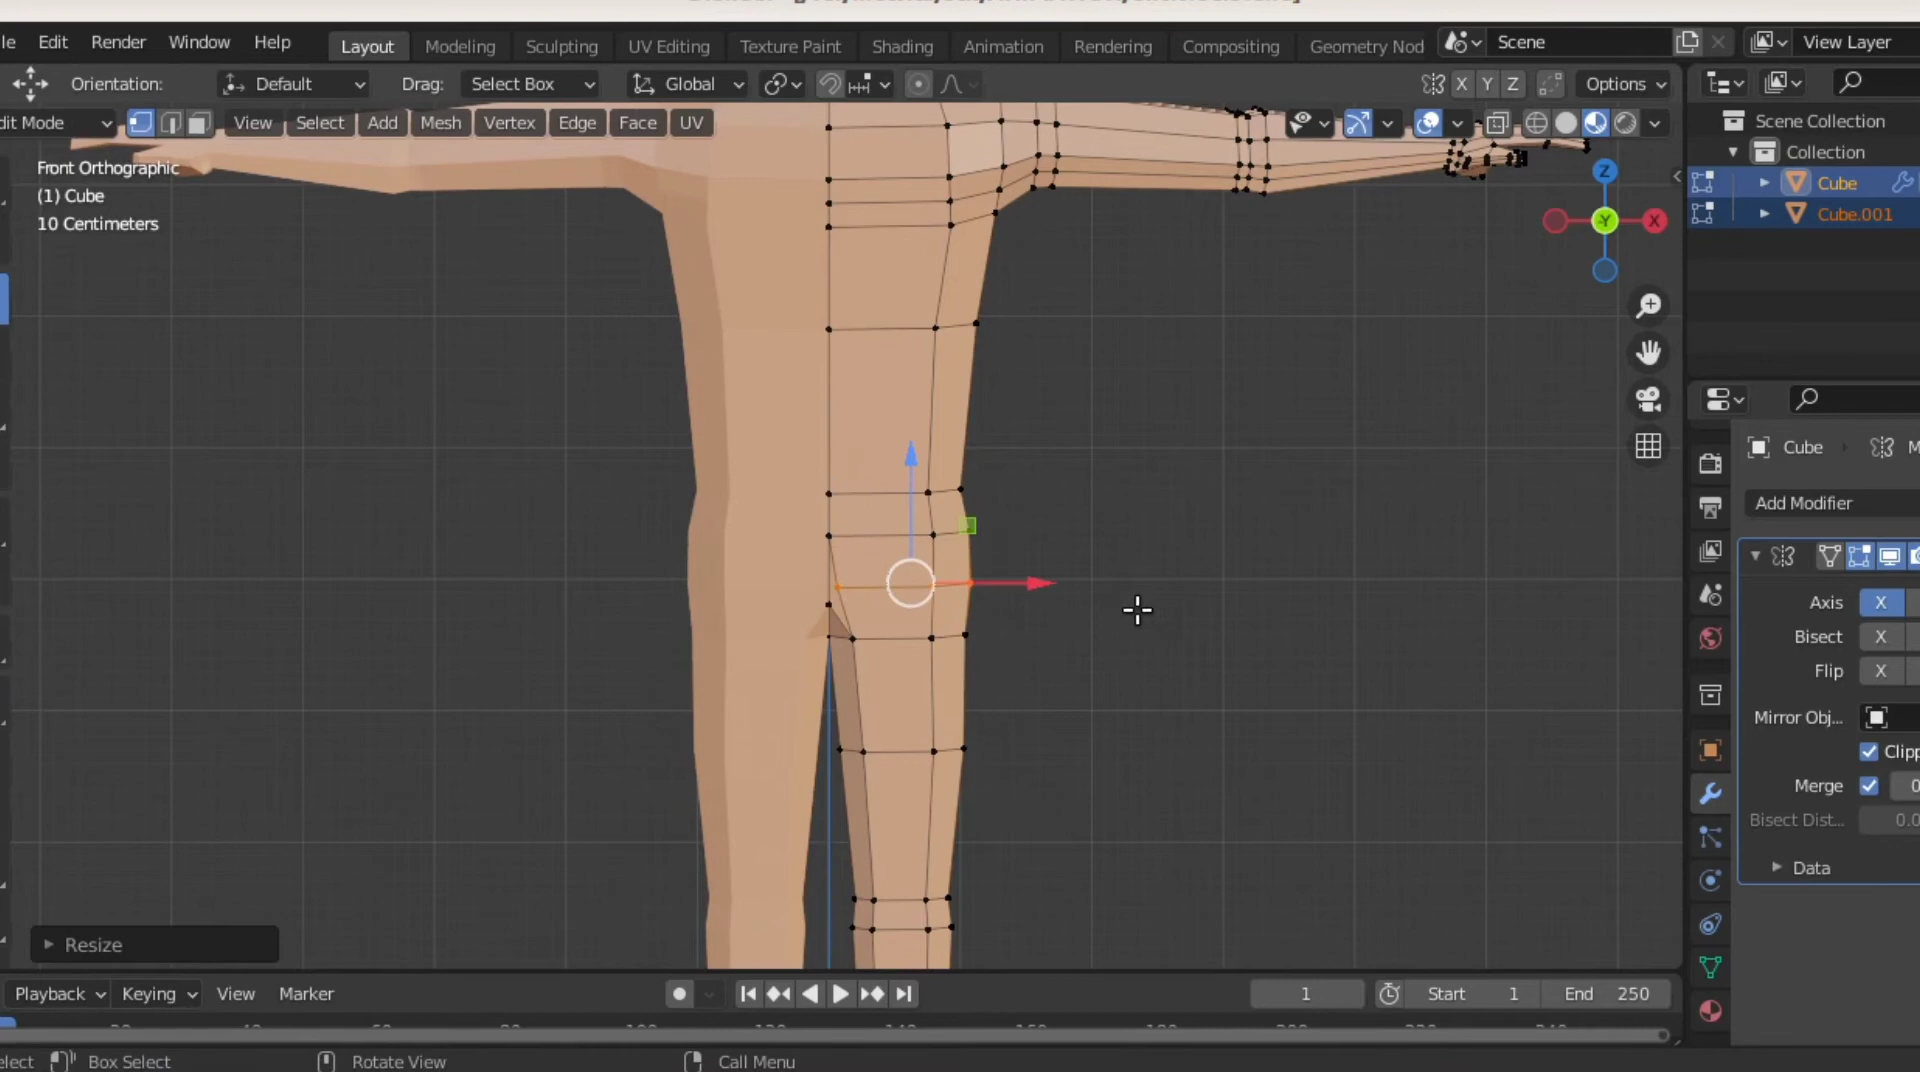 le Edit Render Window Help Layout Modeling Sculpting UV Editing Texture Paint Shading Animation Rendering Compositing Geometry Nod Scene View Layer
Orientation: Default Drag: Select Box Global X Y Z Options
dit Mode View Select Add Mesh Vertex Edge Face UV
Front Orthographic
(1) Cube
10 Centimeters
Z
Y
X
Scene Collection
Collection
Cube
Cube.001
Cube M
Add Modifier
Axis X
Bisect X
Flip X
Mirror Obj...
Clipp
Merge 0
Bisect Dist... 0.0
Data
Resize
Playback Keying View Marker 1 Start 1 End 250
elect Box Select Rotate View Call Menu